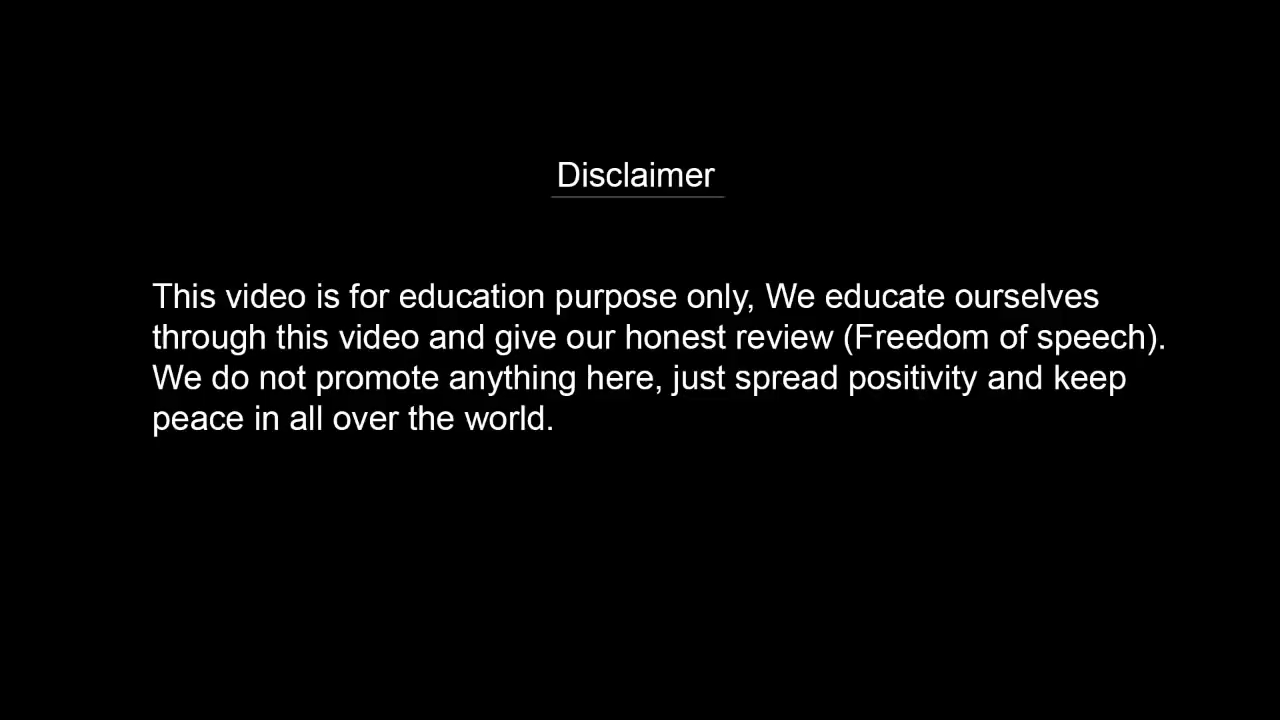 Disclaimer
This video is for education purpose only, We educate ourselves
through this video and give our honest review (Freedom of speech).
We do not promote anything here, just spread positivity and keep
peace in all over the world.